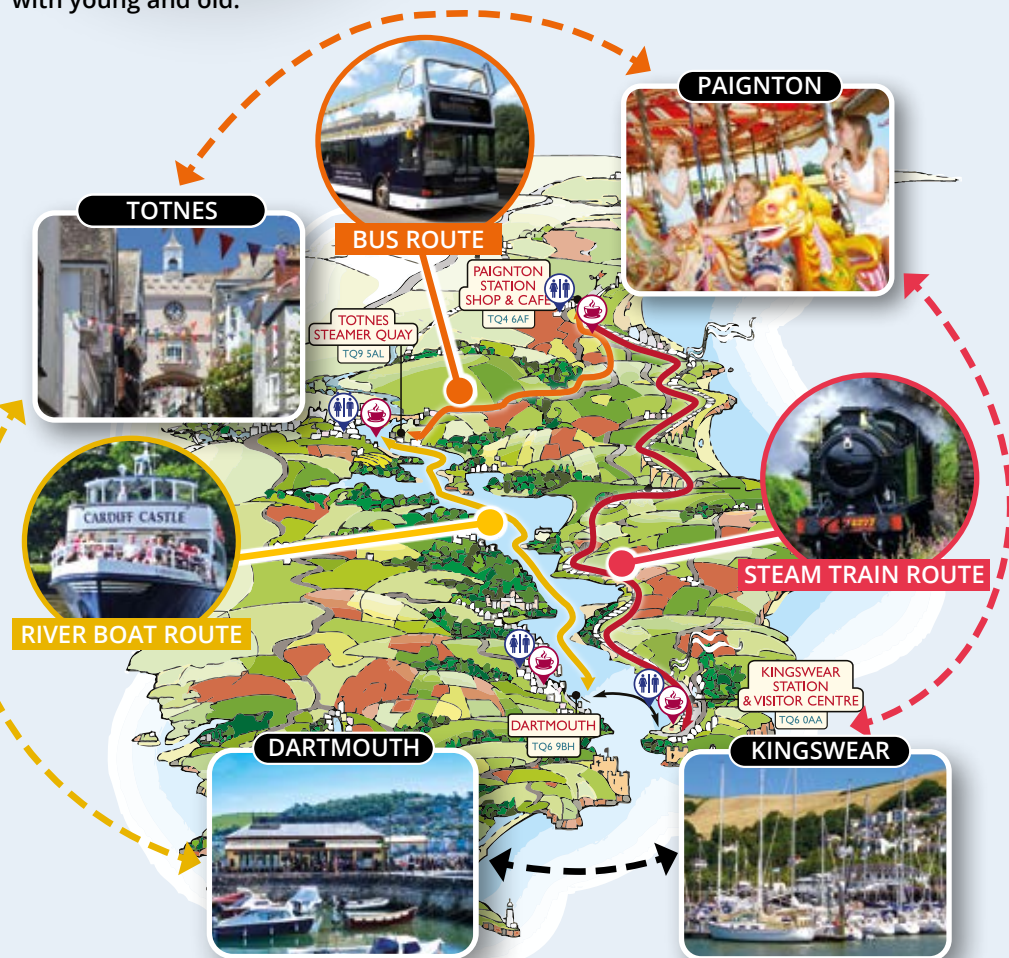 with young and old.
PAIGNTON
TOTNES
BUS ROUTE
PAIGNTON
STATION
SHOP & CAFE
TQ4 6AF
TOTNES
STEAMER QUAY
TQ9 5AL
CARDIFF CASTLE
STEAM TRAIN ROUTE
RIVER BOAT ROUTE
KINGSWEAR
STATION
& VISITOR CENTRE
TQ6 0AA
DARTMOUTH
TQ6 9BH
DARTMOUTH
KINGSWEAR